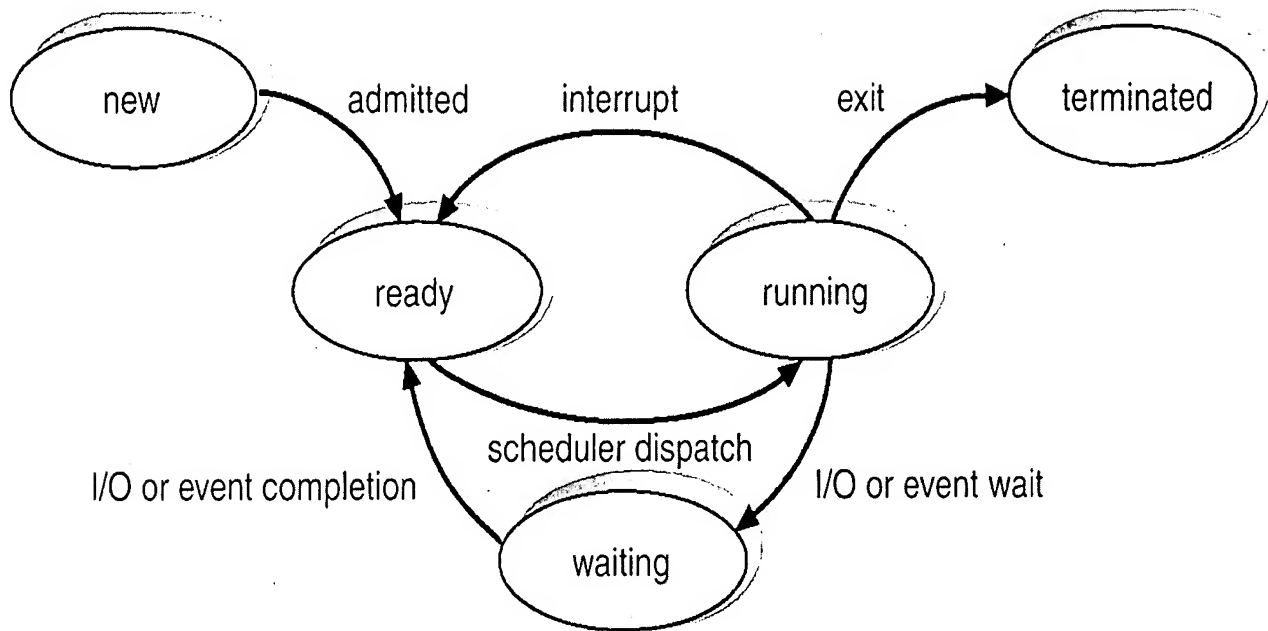 new
admitted
interrupt
exit
terminated
ready
running
scheduler dispatch
I/O or event completion
I/O or event wait
waiting